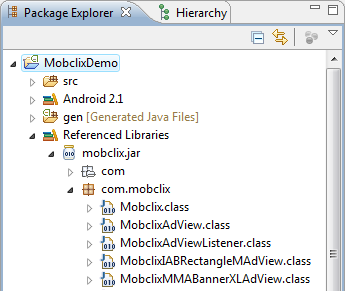 Package Explorer Hierarchy
MobclixDemo
src
Android 2.1
gen [Generated Java Files]
Referenced Libraries
mobclix.jar
com
com.mobclix
Mobclix.class
MobclixAdView.class
MobclixAdViewListener.class
MobclixIABRectangleMAdView.class
MobclixMMABannerXLAdView.class